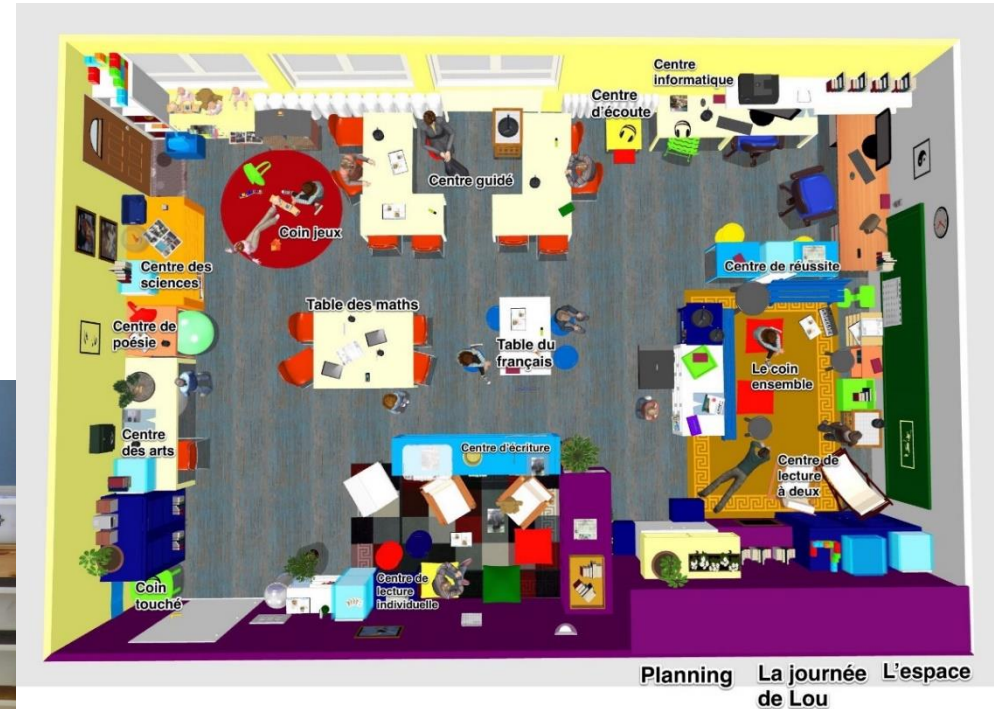 Centre
informatique
Centre
d'écoute
Centre guidé
Coin jeux
Centre des
sciences
Centre de réussite
Table des maths
Centre de
poésie
Table du
français
Le coin
ensemble
Centre
des arts
Centre d'écriture
Centre de
lecture
à deux
Coin
touché
Centre de
lecture
individuelle
Planning
La journée
de Lou
L'espace